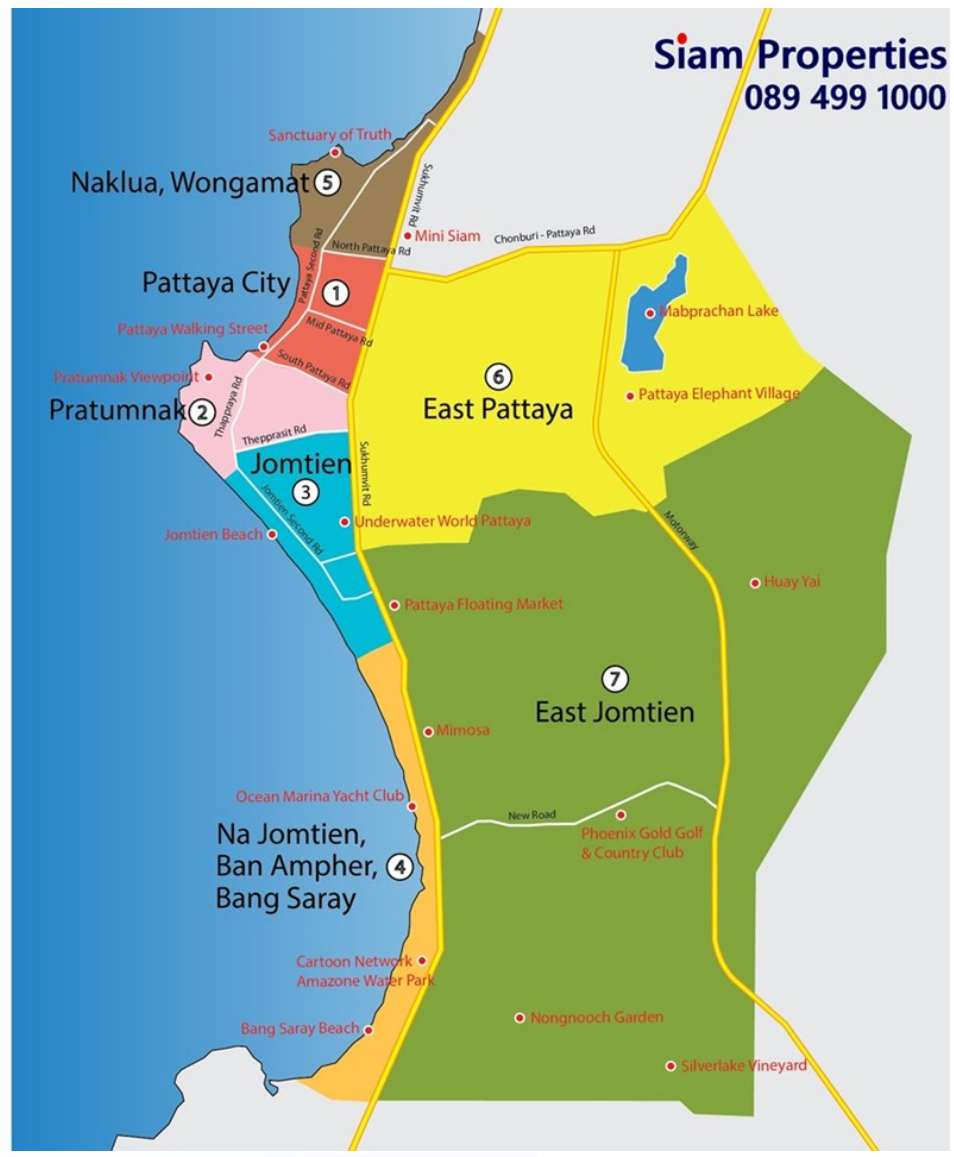 Siam Properties
089 499 1000
Sanctuary of Truth
Naklua, Wongamat 5
Sukhumvit Rd
Mini Siam
Chonburi - Pattaya Rd
North Pattaya Rd
Pattaya Second Rd
Pattaya City
1
Mabprachan Lake
Mid Pattaya Rd
Pattaya Walking Street
South Pattaya Rd
Pratumnak Viewpoint
6
East Pattaya
Pattaya Elephant Village
Pratumnak 2
Thappraya Rd
Thepprasit Rd
Jomtien
3
Sukhumvit Rd
Jomtien Second Rd
Underwater World Pattaya
Jomtien Beach
Motorway
Huay Yai
Pattaya Floating Market
7
East Jomtien
Mimosa
Ocean Marina Yacht Club
New Road
Phoenix Gold Golf
& Country Club
Na Jomtien,
Ban Ampher,
Bang Saray
4
Cartoon Network
Amazone Water Park
Nongnooch Garden
Bang Saray Beach
Silverlake Vineyard